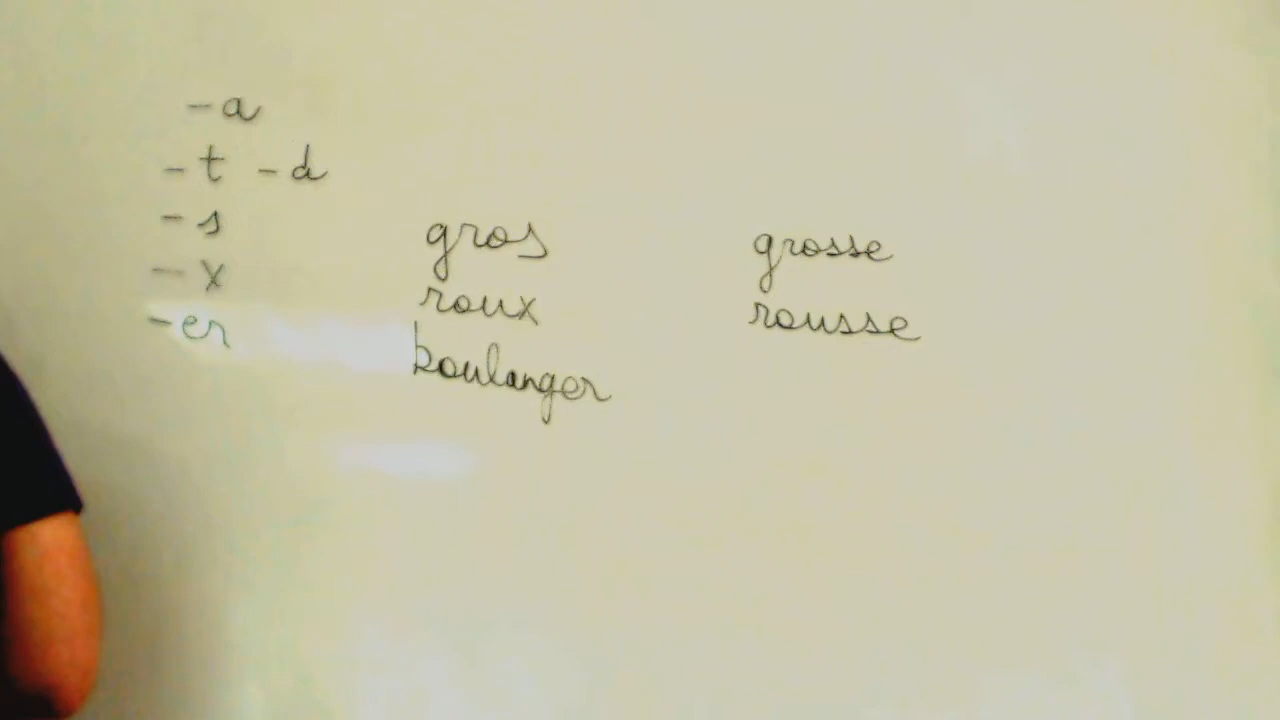 -a
-t -d
-s gros grosse
-x roux rousse
-er boulanger